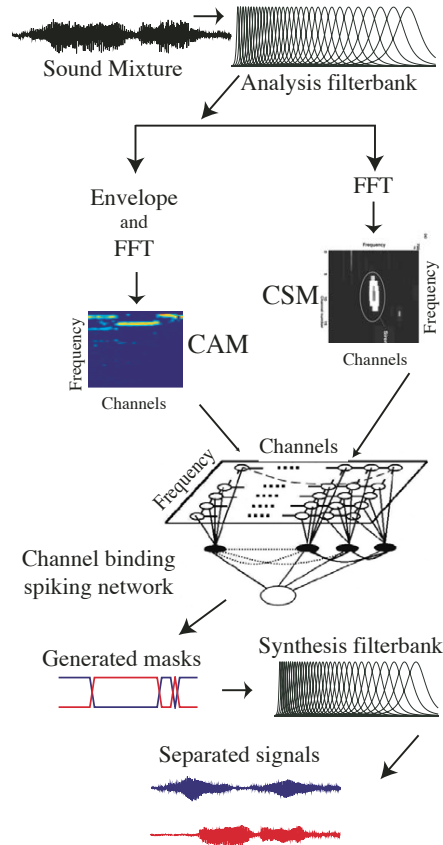 Sound Mixture
Analysis filterbank
Envelope
and
FFT
FFT
Frequency
CSM
Frequency
Channels
Frequency
CAM
Channels
Channels
Frequency
Channel binding
spiking network
Generated masks
Synthesis filterbank
Separated signals